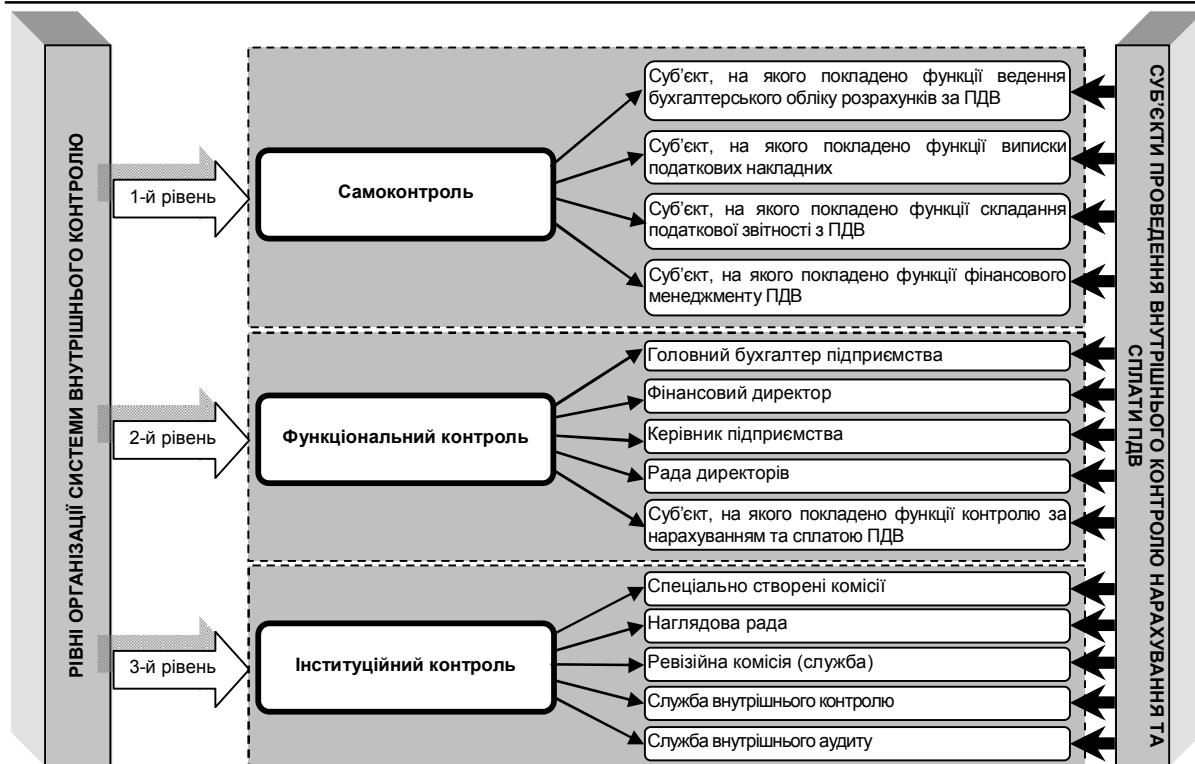 РІВНІ ОРГАНІЗАЦІЇ СИСТЕМИ ВНУТРІШНЬОГО КОНТРОЛЮ
1-й рівень
Самоконтроль
Суб’єкт, на якого покладено функції ведення
бухгалтерського обліку розрахунків за ПДВ
Суб’єкт, на якого покладено функції виписки
податкових накладних
Суб’єкт, на якого покладено функції складання
податкової звітності з ПДВ
Суб’єкт, на якого покладено функції фінансового
менеджменту ПДВ
2-й рівень
Функціональний контроль
Головний бухгалтер підприємства
Фінансовий директор
Керівник підприємства
Рада директорів
Суб’єкт, на якого покладено функції контролю за
нарахуванням та сплатою ПДВ
3-й рівень
Інституційний контроль
Спеціально створені комісії
Наглядова рада
Ревізійна комісія (служба)
Служба внутрішнього контролю
Служба внутрішнього аудиту
СУБ’ЄКТИ ПРОВЕДЕННЯ ВНУТРІШНЬОГО КОНТРОЛЮ НАРАХУВАННЯ ТА
СПЛАТИ ПДВ